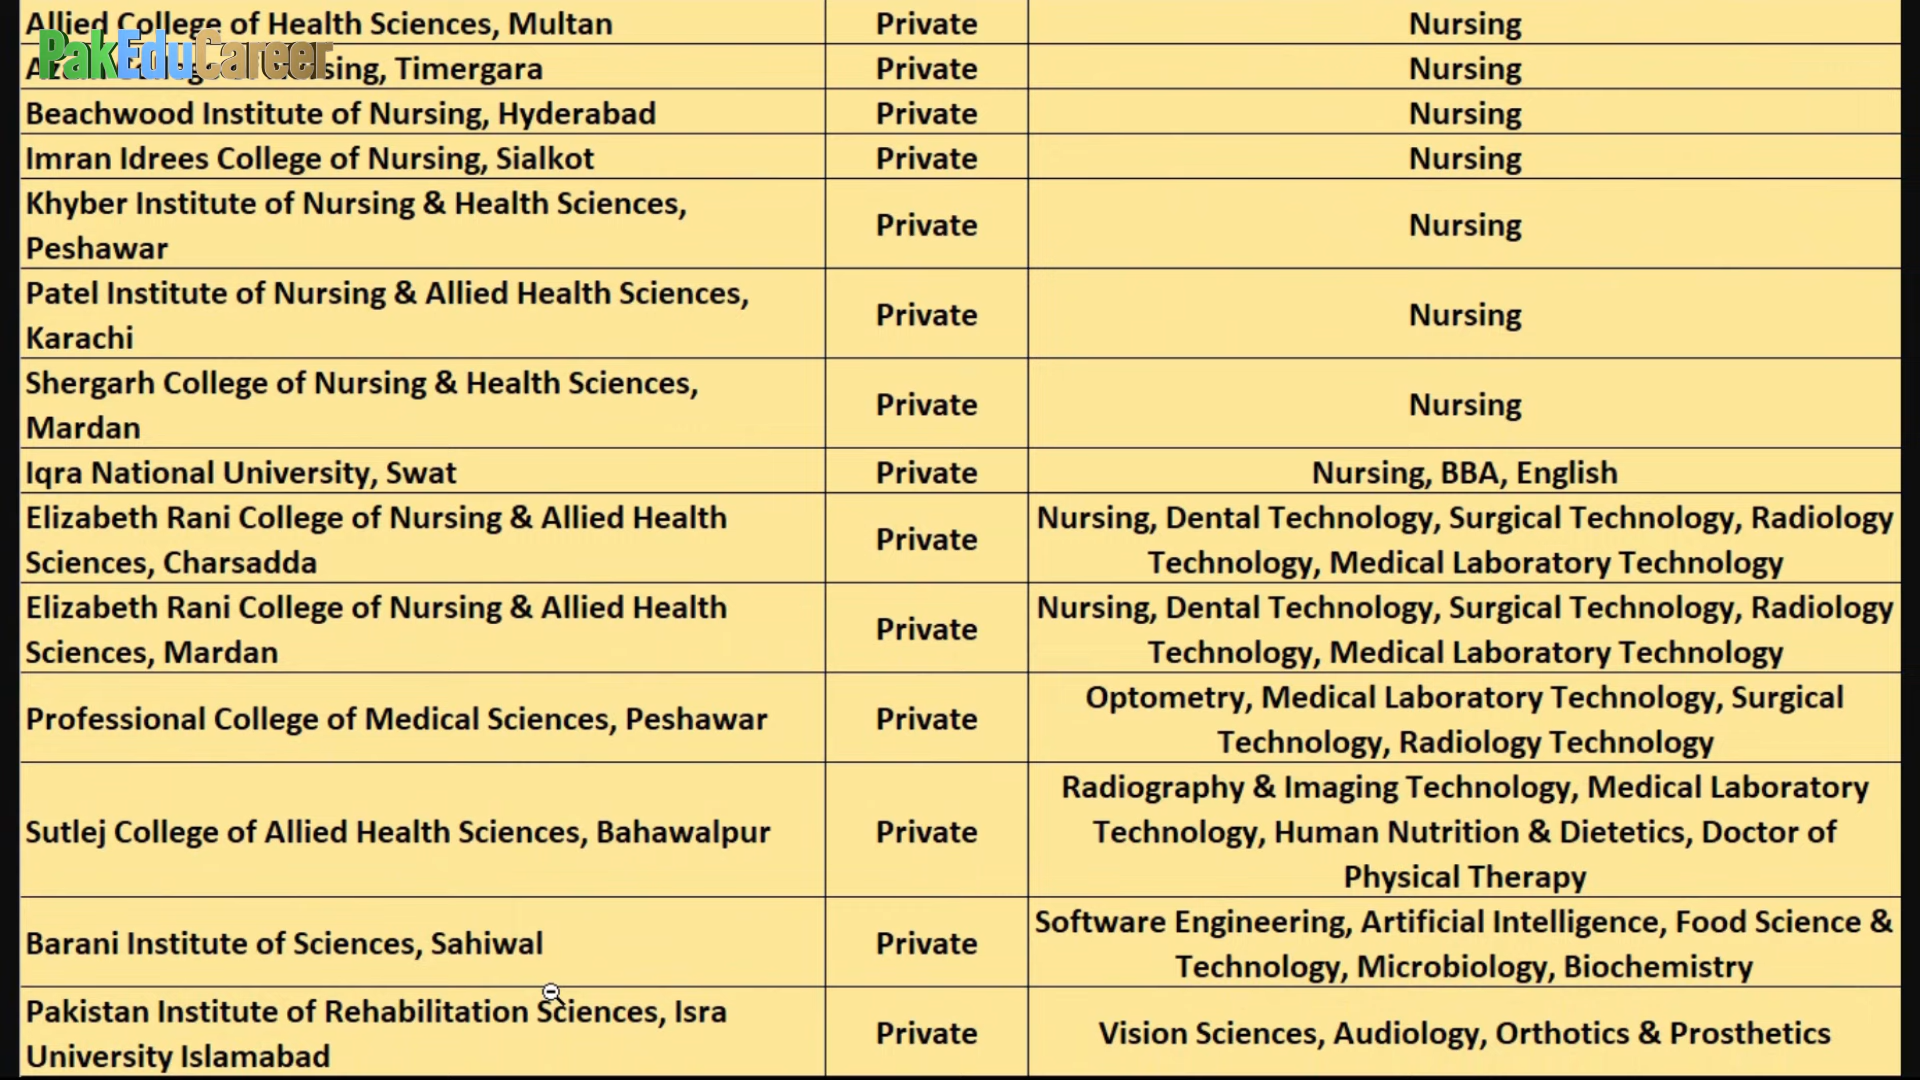 Allied College of Health Sciences, Multan Private Nursing
PakEduCareer
Nursing, Timergara Private Nursing
Beachwood Institute of Nursing, Hyderabad Private Nursing
Imran Idrees College of Nursing, Sialkot Private Nursing
Khyber Institute of Nursing & Health Sciences,
Peshawar
Private
Nursing
Patel Institute of Nursing & Allied Health Sciences,
Karachi
Private
Nursing
Shergarh College of Nursing & Health Sciences,
Mardan
Private
Nursing
Iqra National University, Swat Private Nursing, BBA, English
Elizabeth Rani College of Nursing & Allied Health
Sciences, Charsadda
Private
Nursing, Dental Technology, Surgical Technology, Radiology
Technology, Medical Laboratory Technology
Elizabeth Rani College of Nursing & Allied Health
Sciences, Mardan
Private
Nursing, Dental Technology, Surgical Technology, Radiology
Technology, Medical Laboratory Technology
Professional College of Medical Sciences, Peshawar
Private
Optometry, Medical Laboratory Technology, Surgical
Technology, Radiology Technology
Sutlej College of Allied Health Sciences, Bahawalpur
Private
Radiography & Imaging Technology, Medical Laboratory
Technology, Human Nutrition & Dietetics, Doctor of
Physical Therapy
Barani Institute of Sciences, Sahiwal
Private
Software Engineering, Artificial Intelligence, Food Science &
Technology, Microbiology, Biochemistry
Pakistan Institute of Rehabilitation Sciences, Isra
University Islamabad
Private
Vision Sciences, Audiology, Orthotics & Prosthetics